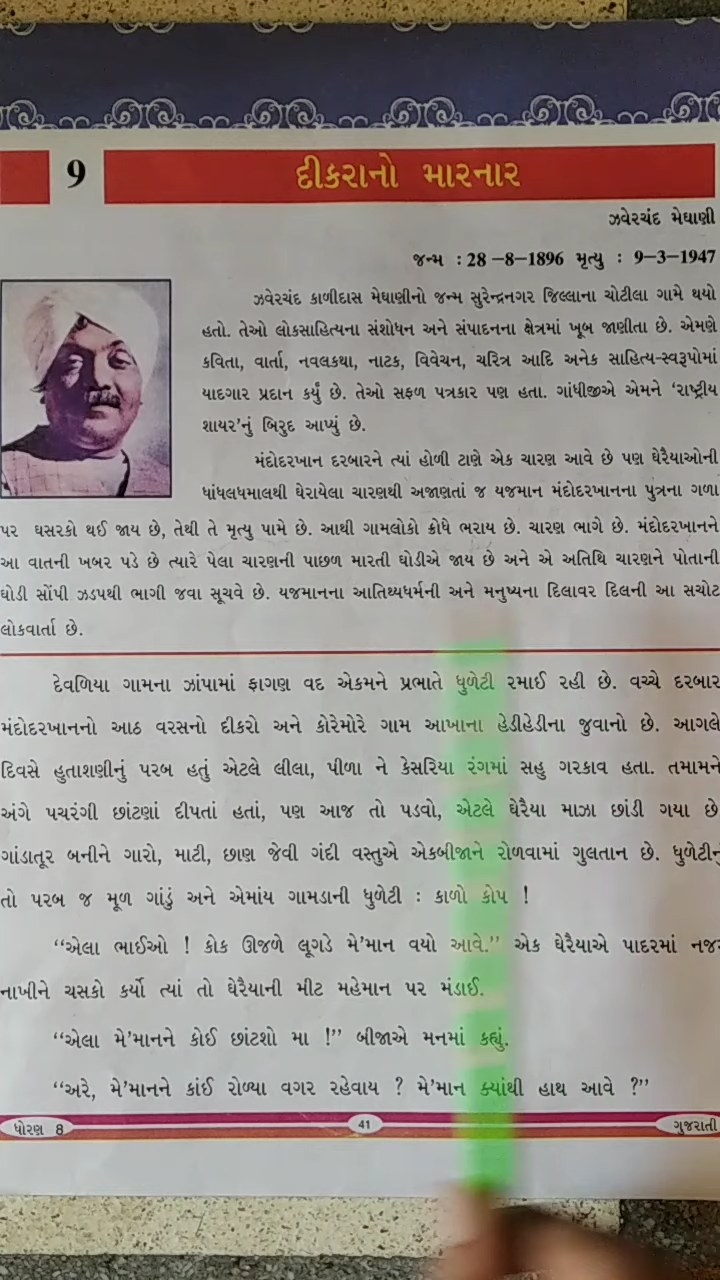 9
દીકરાનો મારનાર
ઝવેરચંદ મેઘાણી
જન્મ : 28 –8–1896 મૃત્યુ : 9–3–1947
ઝવેરચંદ કાળીદાસ મેઘાણીનો જન્મ સુરેન્દ્રનગર જિલ્લાના ચોટીલા ગામે થયો
હતો. તેઓ લોકસાહિત્યના સંશોધન અને સંપાદનના ક્ષેત્રમાં ખૂબ જાણીતા છે. એમણે
કવિતા, વાર્તા, નવલકથા, નાટક, વિવેચન, ચરિત્ર આદિ અનેક સાહિત્ય-સ્વરૂપોમાં
યાદગાર પ્રદાન કર્યું છે. તેઓ સફળ પત્રકાર પણ હતા. ગાંધીજીએ એમને ‘રાષ્ટ્રીય
શાયર’નું બિરુદ આપ્યું છે.
મંદોદરખાન દરબારને ત્યાં હોળી ટાણે એક ચારણ આવે છે પણ ઘેરૈયાઓની
ધાંધલધમાલથી ઘેરાયેલા ચારણથી અજાણતાં જ યજમાન મંદોદરખાનના પુત્રના ગળા
પર ઘસરકો થઈ જાય છે, તેથી તે મૃત્યુ પામે છે. આથી ગામલોકો ક્રોધે ભરાય છે. ચારણ ભાગે છે. મંદોદરખાનને
આ વાતની ખબર પડે છે ત્યારે પેલા ચારણની પાછળ મારતી ઘોડીએ જાય છે અને એ અતિથિ ચારણને પોતાની
ઘોડી સોંપી ઝડપથી ભાગી જવા સૂચવે છે. યજમાનના આતિથ્યધર્મની અને મનુષ્યના દિલાવર દિલની આ સચોટ
લોકવાર્તા છે.
દેવળિયા ગામના ઝાંપામાં ફાગણ વદ એકમને પ્રભાતે ધુળેટી રમાઈ રહી છે. વચ્ચે દરબાર
મંદોદરખાનનો આઠ વરસનો દીકરો અને કોરેમોરે ગામ આખાના હેડીહેડીના જુવાનો છે. આગલે
દિવસે હુતાશણીનું પરબ હતું એટલે લીલા, પીળા ને કેસરિયા રંગમાં સહુ ગરકાવ હતા. તમામને
અંગે પચરંગી છાંટણાં દીપતાં હતાં, પણ આજ તો પડવો, એટલે ઘેરૈયા માઝા છાંડી ગયા છે
ગાંડાતૂર બનીને ગારો, માટી, છાણ જેવી ગંદી વસ્તુએ એકબીજાને રોળવામાં ગુલતાન છે. ધુળેટીનું
તો પરબ જ મૂળ ગાંડું અને એમાંય ગામડાની ધુળેટી : કાળો કોપ !
“એલા ભાઈઓ ! કોક ઊજળે લૂગડે મે’માન વયો આવે.” એક ઘેરૈયાએ પાદરમાં નજર
નાખીને ચસકો કર્યો ત્યાં તો ઘેરૈયાની મીટ મહેમાન પર મંડાઈ.
“એલા મે’માનને કોઈ છાંટશો મા !” બીજાએ મનમાં કહ્યું.
“અરે, મે’માનને કાંઈ રોળ્યા વગર રહેવાય ? મે’માન ક્યાંથી હાથ આવે ?”
ધોરણ 8
41
ગુજરાતી